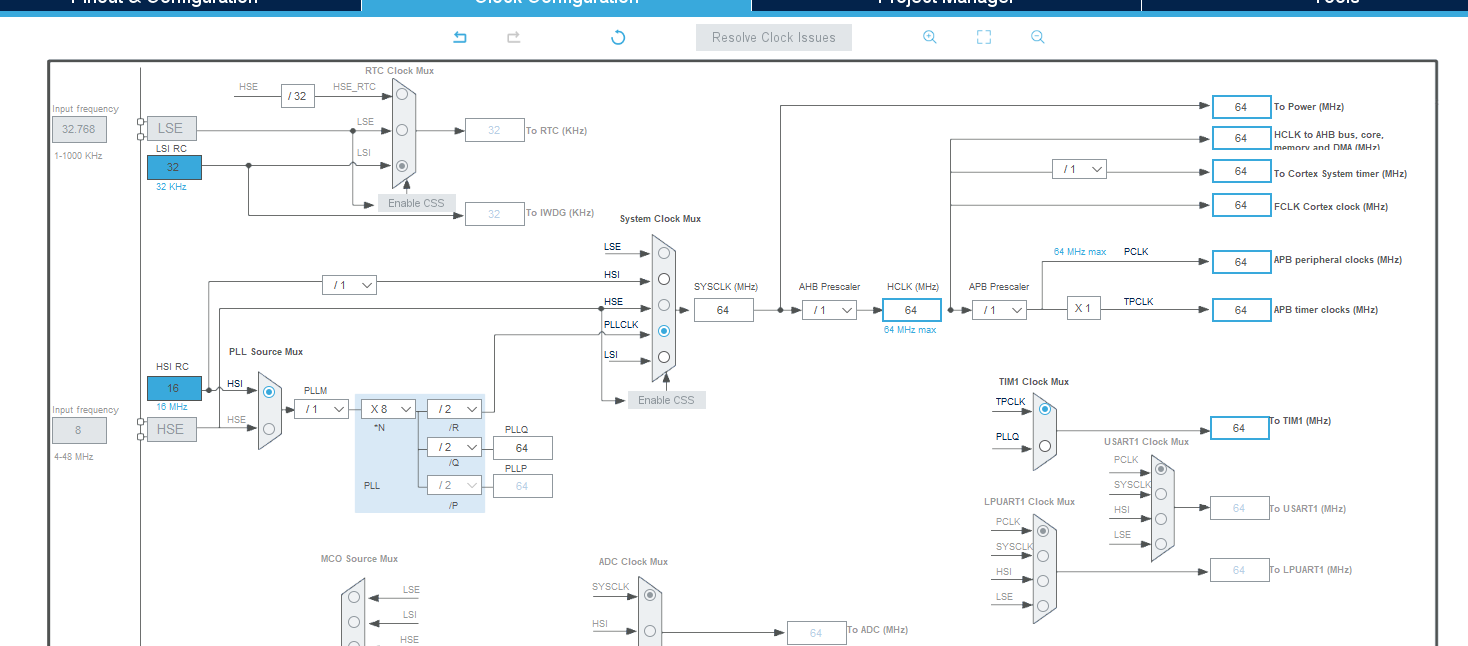 Pinout & Configuration
Clock Configuration
Project Manager
Tools
Resolve Clock Issues
RTC Clock Mux
HSE
/ 32
HSE_RTC
Input frequency
32.768
1-1000 KHz
LSE
LSE
32
To RTC (KHz)
LSI RC
32
32 KHz
LSI
Enable CSS
32
To IWDG (KHz)
64
To Power (MHz)
64
HCLK to AHB bus, core,
memory and DMA (MHz)
/ 1
64
To Cortex System timer (MHz)
64
FCLK Cortex clock (MHz)
System Clock Mux
LSE
HSI
/ 1
HSE
PLLCLK
LSI
Enable CSS
SYSCLK (MHz)
64
AHB Prescaler
/ 1
HCLK (MHz)
64
64 MHz max
APB Prescaler
/ 1
64 MHz max
PCLK
64
APB peripheral clocks (MHz)
X 1
TPCLK
64
APB timer clocks (MHz)
PLL Source Mux
HSI RC
16
16 MHz
HSI
HSE
Input frequency
8
4-48 MHz
HSE
PLLM
/ 1
X 8
*N
/ 2
/R
/ 2
/Q
PLLQ
64
PLL
/ 2
/P
PLLP
64
TIM1 Clock Mux
TPCLK
PLLQ
64
To TIM1 (MHz)
USART1 Clock Mux
PCLK
SYSCLK
HSI
LSE
64
To USART1 (MHz)
LPUART1 Clock Mux
PCLK
SYSCLK
HSI
LSE
64
To LPUART1 (MHz)
MCO Source Mux
LSE
LSI
HSE
ADC Clock Mux
SYSCLK
HSI
64
To ADC (MHz)